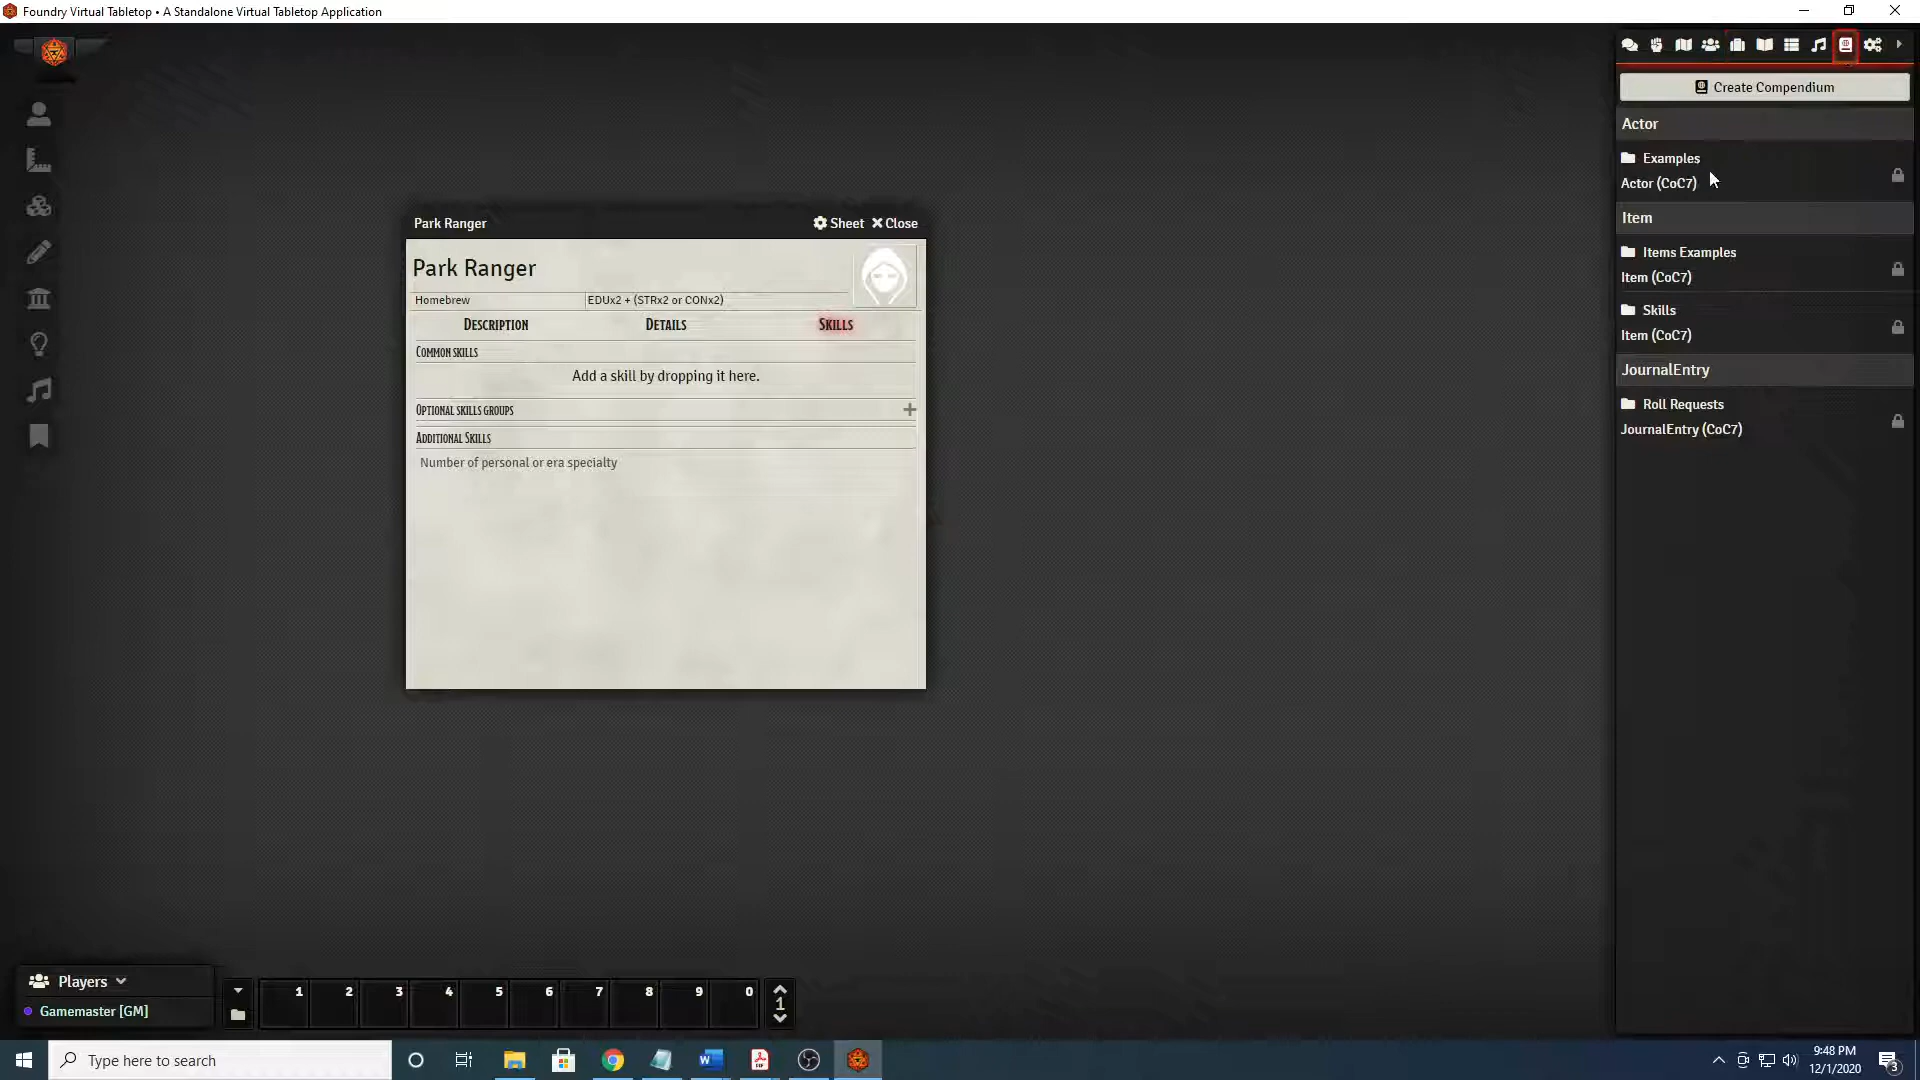 Foundry Virtual Tabletop • A Standalone Virtual Tabletop Application
Create Compendium
Actor
Examples
Actor (CoC7)
Item
Items Examples
Item (CoC7)
Skills
Item (CoC7)
JournalEntry
Roll Requests
JournalEntry (CoC7)
Park Ranger
Sheet
Close
Park Ranger
Homebrew
EDUx2 + (STRx2 or CONx2)
Description
Details
Skills
Common skills
Add a skill by dropping it here.
Optional skills groups
Additional Skills
Number of personal or era specialty
Players
Gamemaster [GM]
1 2 3 4 5 6 7 8 9 0
1
Type here to search
9:48 PM
12/1/2020
3